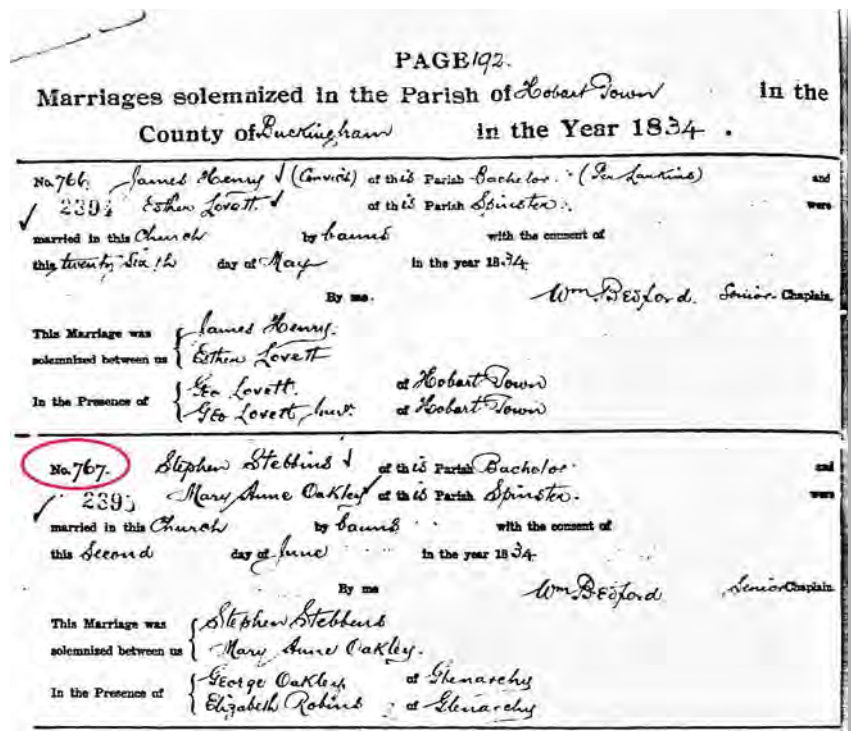 PAGE 192.
Marriages solemnized in the Parish of Hobart Town in the
County of Buckingham in the Year 1834.
No. 766. James Henry (Convict) of this Parish Bachelor. (Per Larkins) and
2394 Esther Lovett. of this Parish Spinster. were
married in this Church by banns with the consent of
this twenty Sixth day of May in the year 1834.
By me. Wm Bedford. Senior Chaplain.
This Marriage was James Henry.
solemnized between us Esther Lovett
In the Presence of Geo Lovett. of Hobart Town
Geo Lovett, of Hobart Town
No. 767. Stephen Stebbins of this Parish Bachelor. and
2395 Mary Anne Oakley of this Parish Spinster. were
married in this Church by banns with the consent of
this Second day of June in the year 1834
By me Wm Bedford Senior Chaplain
This Marriage was Stephen Stebbens
solemnized between us Mary Anne Oakley.
In the Presence of George Oakley of Glenarchy
Elizabeth Robins of Glenarchy